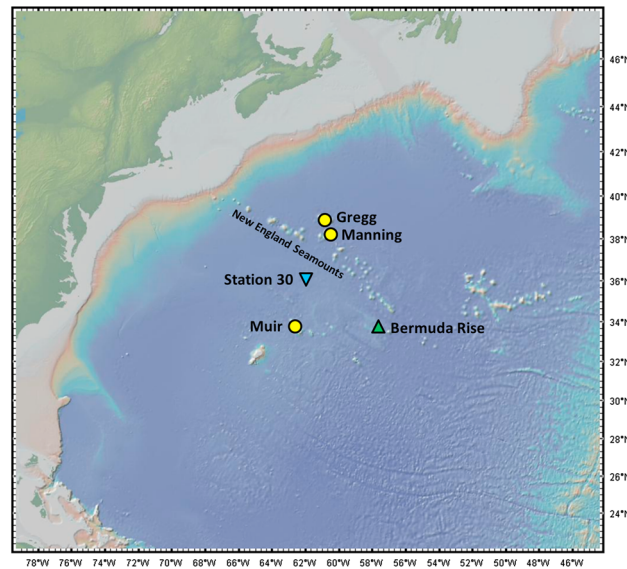 46°N
44°N
42°N
40°N
Gregg
New England Seamounts
Manning
38°N
Station 30
36°N
Muir
Bermuda Rise
34°N
32°N
30°N
28°N
26°N
24°N
78°W 76°W 74°W 72°W 70°W 68°W 66°W 64°W 62°W 60°W 58°W 56°W 54°W 52°W 50°W 48°W 46°W